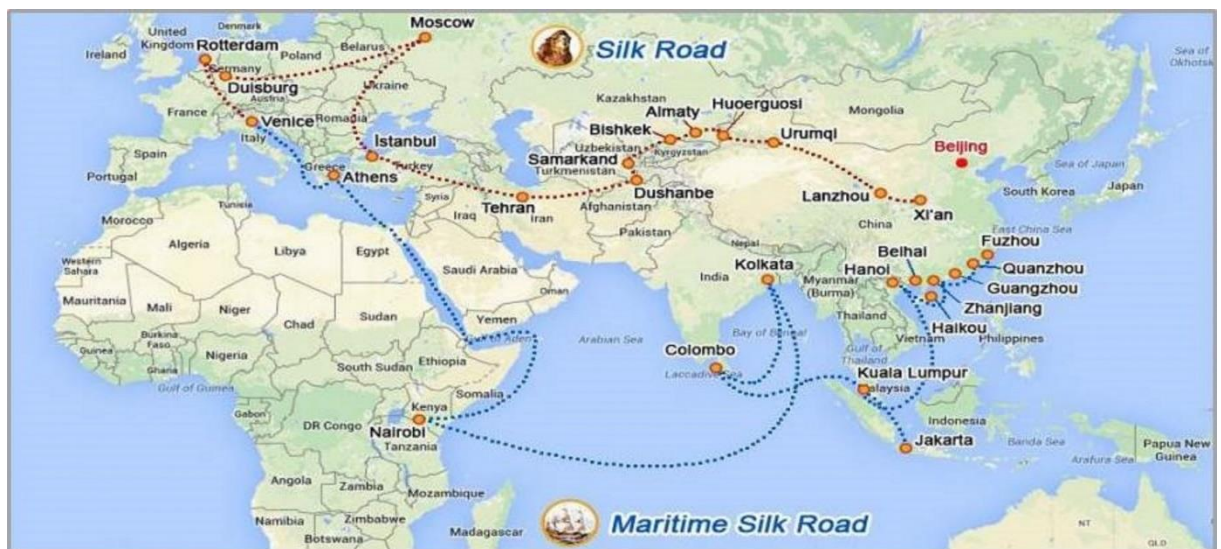 Moscow
Silk Road
Sea of
Okhotsk
Ireland
United
Kingdom
Denmark
Rotterdam
Poland
Belarus
Germany
Duisburg
Ukraine
Austria
France
Romania
Venice
Italy
Kazakhstan
Mongolia
Almaty
Huoerguosi
Bishkek
Urumqi
Uzbekistan
Kyrgyzstan
Beijing
İstanbul
Samarkand
Turkmenistan
Spain
Portugal
Greece
Turkey
Athens
Dushanbe
Sea of Japan
South Korea
Japan
Lanzhou
Xi'an
China
Tunisia
Syria
Tehran
Iraq
Iran
Afghanistan
Morocco
Pakistan
East China Sea
Algeria
Libya
Egypt
Western
Sahara
Saudi Arabia
Nepal
Kolkata
India
Beihai
Hanoi
Fuzhou
Quanzhou
Guangzhou
Zhanjiang
Haikou
Myanmar
(Burma)
Oman
Mauritania
Mali
Niger
Chad
Sudan
Yemen
Thailand
Vietnam
Philippines
Burkina
Faso
Guinea
Ghana
Nigeria
Gulf of Aden
Arabian Sea
Bay of Bengal
Gulf of
Thailand
South Sudan
Ethiopia
Somalia
Colombo
Laccadive Sea
Kuala Lumpur
Malaysia
Gulf of Guinea
Gabon
DR Congo
Kenya
Nairobi
Tanzania
Indonesia
Jakarta
Banda Sea
Arafura Sea
Papua New
Guinea
Angola
Zambia
Mozambique
Namibia
Zimbabwe
Botswana
Madagascar
Maritime Silk Road
NT
QLD